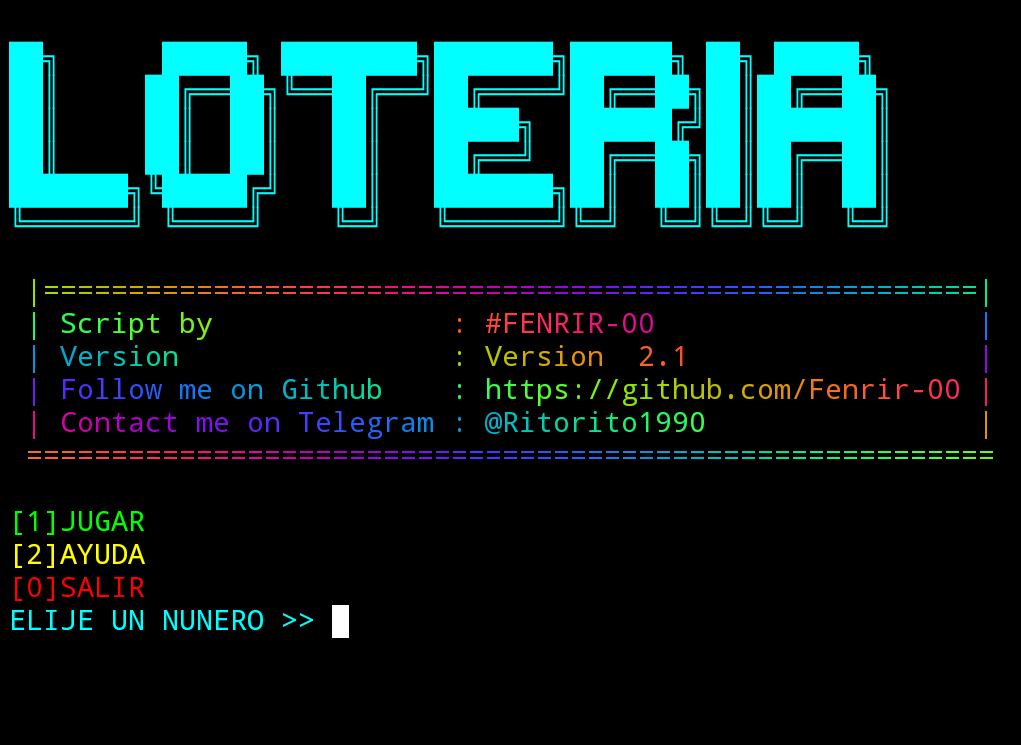 LOTERIA
|=======================================================|
| Script by : #FENRIR-00 |
| Version : Version 2.1 |
| Follow me on Github : https://github.com/Fenrir-00 |
| Contact me on Telegram : @Ritorito1990 |
=========================================================
[1]JUGAR
[2]AYUDA
[0]SALIR
ELIJE UN NUNERO >>